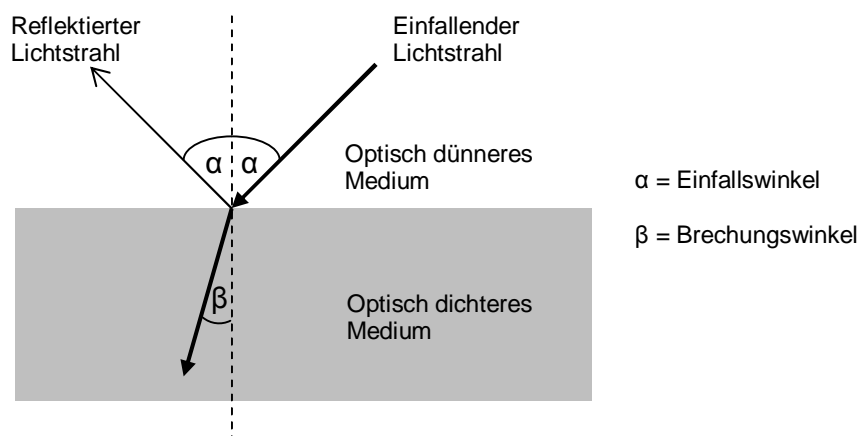 Reflektierter
Lichtstrahl
Einfallender
Lichtstrahl
α α
Optisch dünneres
Medium
α = Einfallswinkel
β = Brechungswinkel
β
Optisch dichteres
Medium